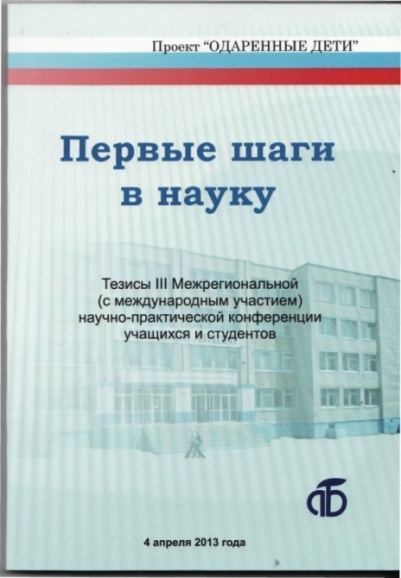 Проект “ОДАРЕННЫЕ ДЕТИ”
Первые шаги
в науку
Тезисы III Межрегиональной
(с международным участием)
научно-практической конференции
учащихся и студентов
4 апреля 2013 года